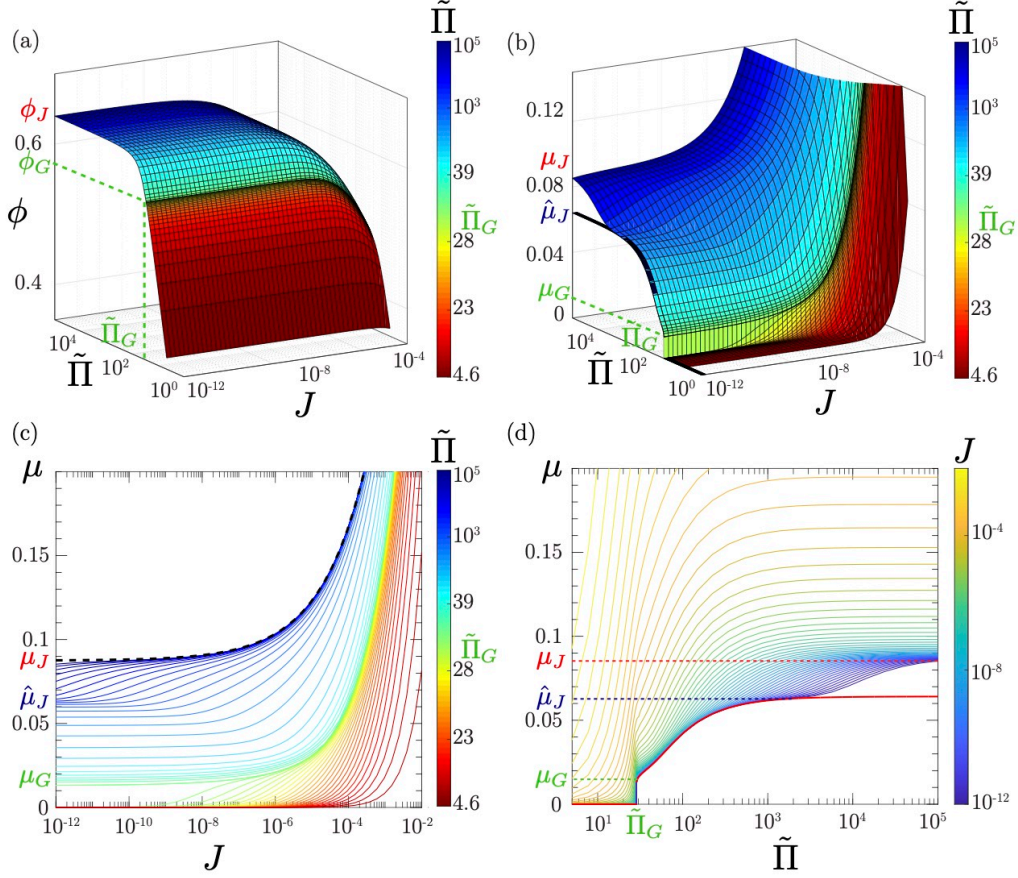 (a)
ϕ_J
0.6
ϕ_G
ϕ
0.4
10^4
Π̃
10^2
Π̃_G
10^0
10^-12
10^-8
10^-4
J
Π̃
10^5
10^3
39
Π̃_G
28
23
4.6
(b)
0.12
μ_J
0.08
μ̂_J
0.04
μ_G
0
10^4
Π̃
10^2
Π̃_G
10^0
10^-12
10^-8
10^-4
J
Π̃
10^5
10^3
39
Π̃_G
28
23
4.6
(c)
μ
0.15
0.1
μ_J
μ̂_J
0.05
μ_G
0
10^-12
10^-10
10^-8
10^-6
10^-4
10^-2
J
Π̃
10^5
10^3
39
Π̃_G
28
23
4.6
(d)
μ
0.15
0.1
μ_J
μ̂_J
0.05
μ_G
0
10^1
Π̃_G
10^2
10^3
10^4
10^5
Π̃
J
10^-4
10^-8
10^-12